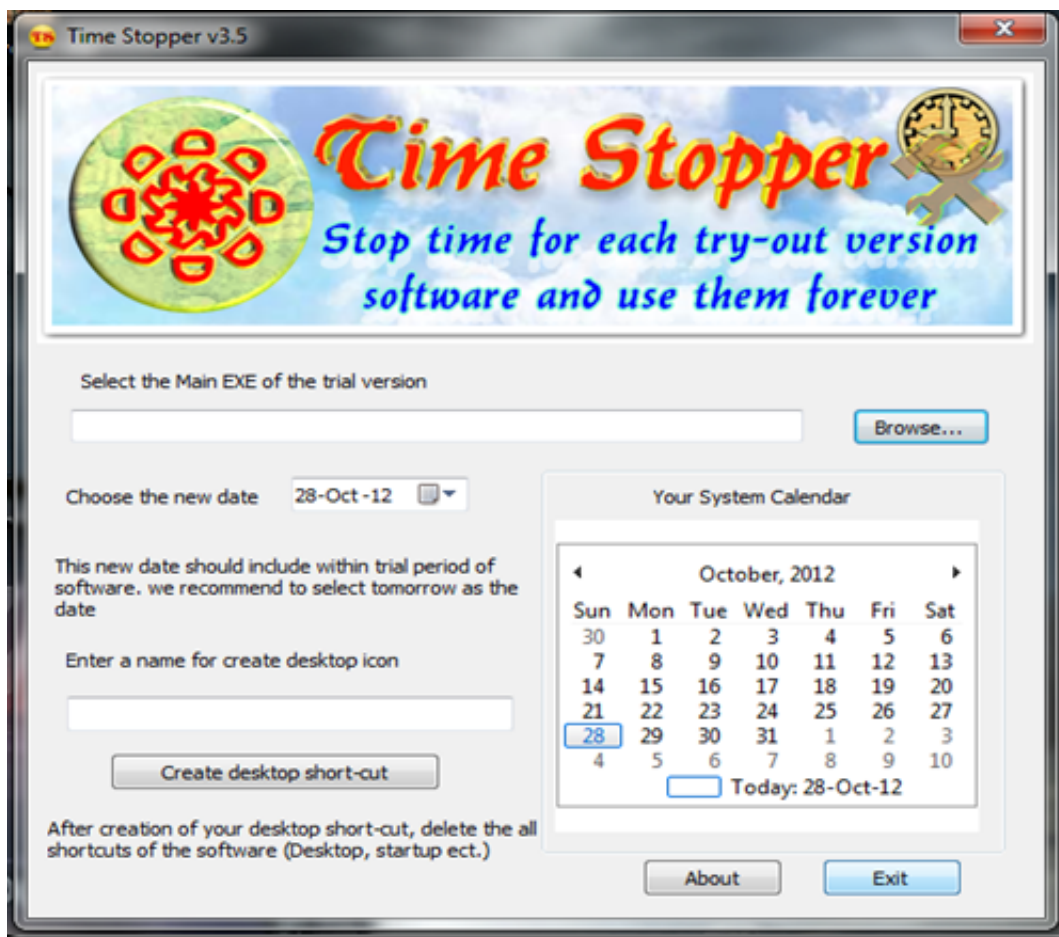 TS Time Stopper v3.5
Time Stopper
Stop time for each try-out version
software and use them forever
Select the Main EXE of the trial version
Browse...
Choose the new date 28-Oct -12
This new date should include within trial period of
software. we recommend to select tomorrow as the
date
Enter a name for create desktop icon
Create desktop short-cut
After creation of your desktop short-cut, delete the all
shortcuts of the software (Desktop, startup ect.)
Your System Calendar
October, 2012
Sun Mon Tue Wed Thu Fri Sat
30 1 2 3 4 5 6
7 8 9 10 11 12 13
14 15 16 17 18 19 20
21 22 23 24 25 26 27
28 29 30 31 1 2 3
4 5 6 7 8 9 10
Today: 28-Oct-12
About
Exit